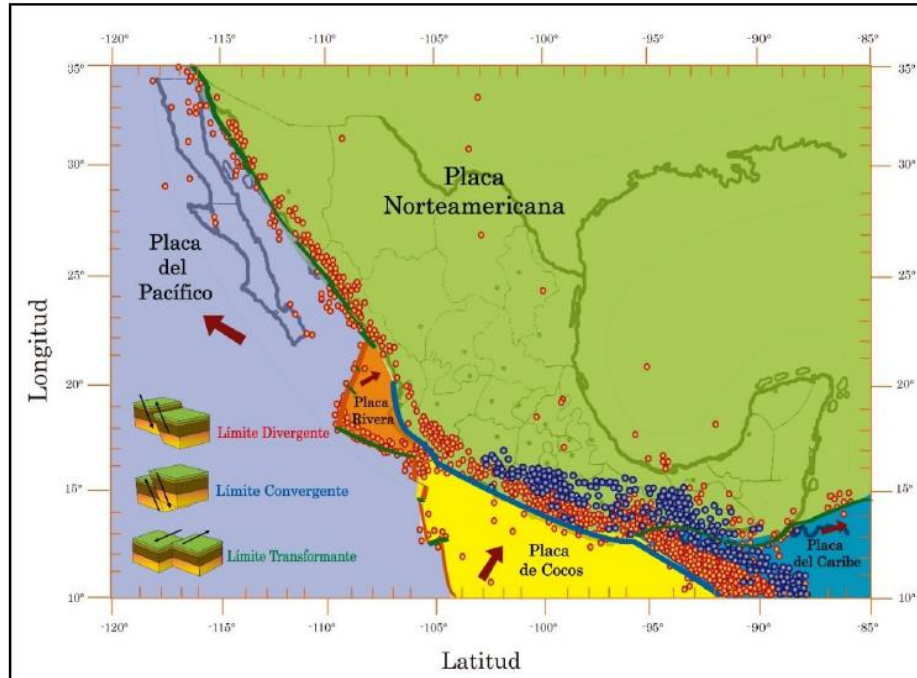 -120° -115° -110° -105° -100° -95° -90° -85°
35° 35°
Placa
Norteamericana
30° 30°
Placa
del
Pacífico
25° 25°
Longitud
20° 20°
Placa
Rivera
Límite Divergente
15° 15°
Límite Convergente
Límite Transformante
Placa
de Cocos
Placa
del Caribe
10° 10°
-120° -115° -110° -105° -100° -95° -90° -85°
Latitud